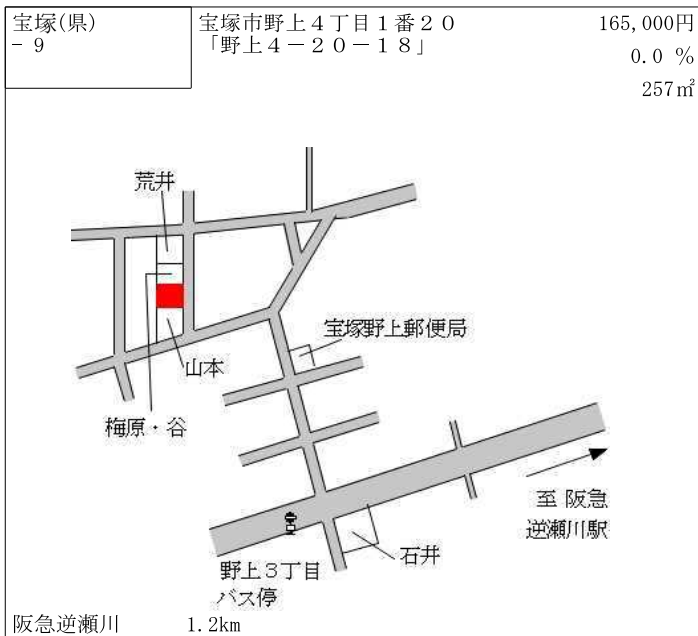 宝塚(県)
－９
宝塚市野上４丁目１番２０
「野上４－２０－１８」
165,000円
0.0 %
257㎡
荒井
宝塚野上郵便局
山本
梅原・谷
至 阪急
逆瀬川駅
石井
野上３丁目
バス停
阪急逆瀬川 1.2km